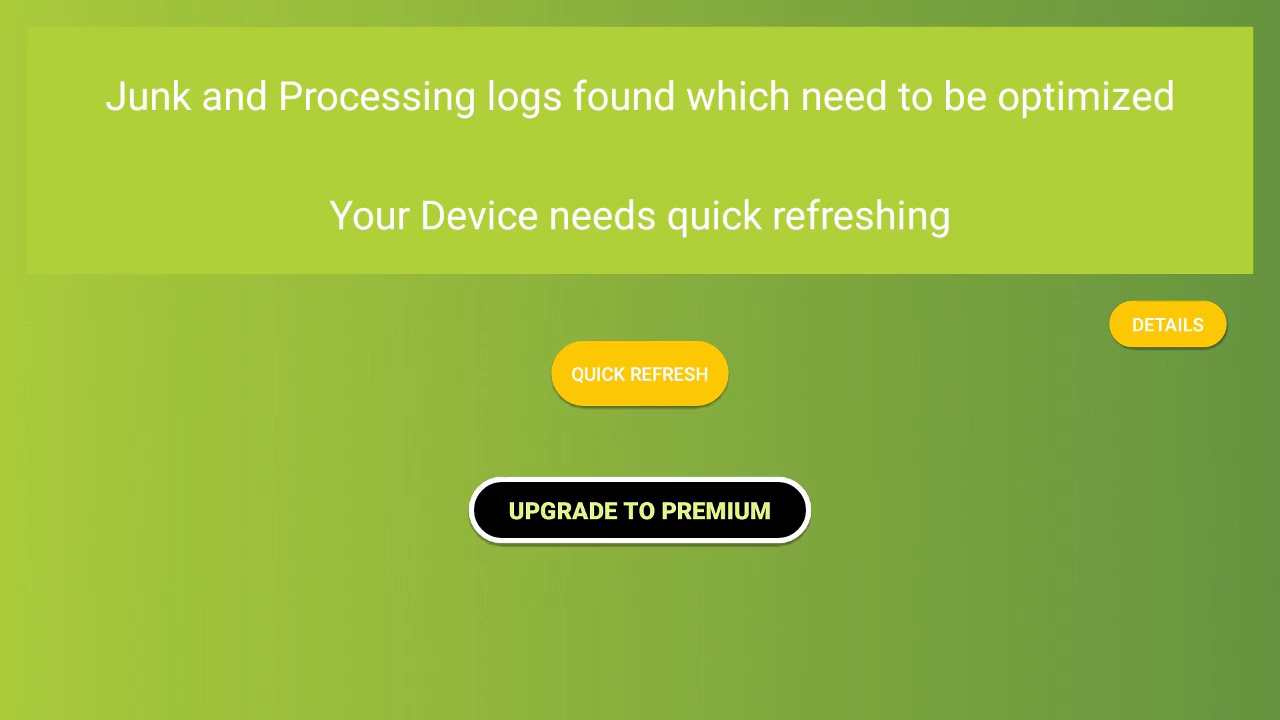 Junk and Processing logs found which need to be optimized
Your Device needs quick refreshing
DETAILS
QUICK REFRESH
UPGRADE TO PREMIUM